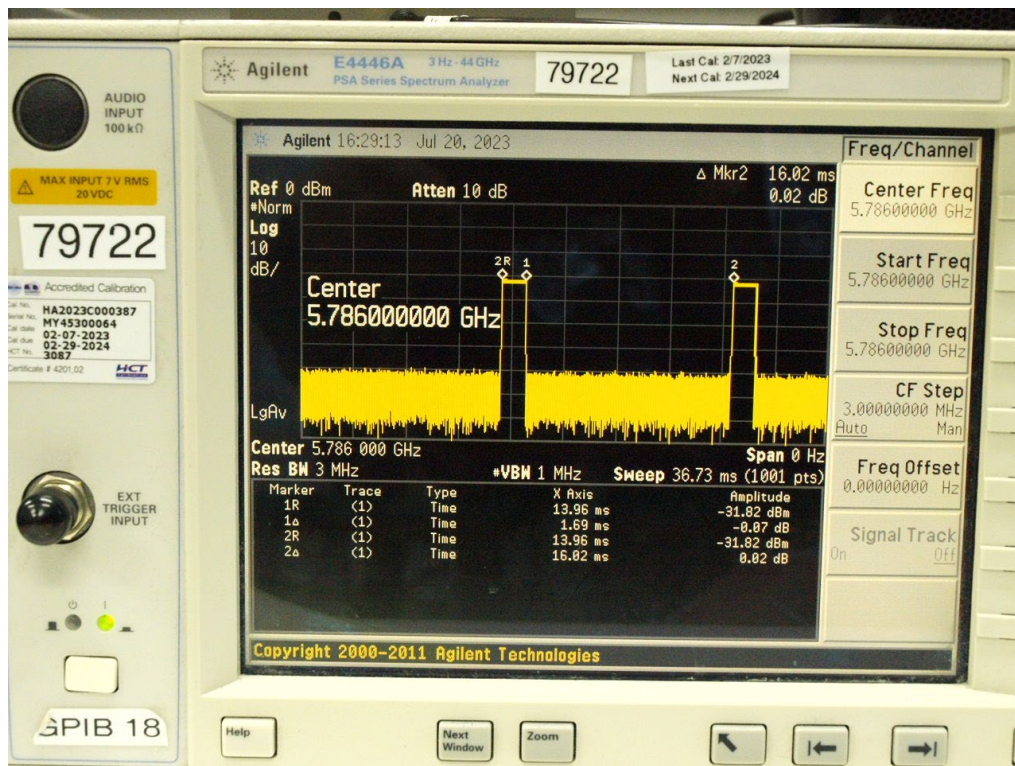 Agilent E4446A 3 Hz - 44 GHz
PSA Series Spectrum Analyzer
79722
Last Cal: 2/7/2023
Next Cal: 2/29/2024
AUDIO
INPUT
100 kΩ
MAX INPUT 7 V RMS
20 VDC
79722
Accredited Calibration
HA2023C000387
MY45300064
Cal date 02-07-2023
Cal due 02-29-2024
HCT No. 3087
Certificate # 4201,02 HCT
EXT
TRIGGER
INPUT
GPIB 18
Agilent 16:29:13 Jul 20, 2023
Δ Mkr2 16.02 ms
Ref 0 dBm Atten 10 dB 0.02 dB
#Norm
Log
10
dB/
2R 1 2
Center
5.786000000 GHz
LgAv
Center 5.786 000 GHz Span 0 Hz
Res BW 3 MHz #VBW 1 MHz Sweep 36.73 ms (1001 pts)
Marker Trace Type X Axis Amplitude
1R (1) Time 13.96 ms -31.82 dBm
1Δ (1) Time 1.69 ms -0.07 dB
2R (1) Time 13.96 ms -31.82 dBm
2Δ (1) Time 16.02 ms 0.02 dB
Copyright 2000-2011 Agilent Technologies
Freq/Channel
Center Freq
5.78600000 GHz
Start Freq
5.78600000 GHz
Stop Freq
5.78600000 GHz
CF Step
3.00000000 MHz
Auto Man
Freq Offset
0.00000000 Hz
Signal Track
On Off
Help
Next
Window
Zoom